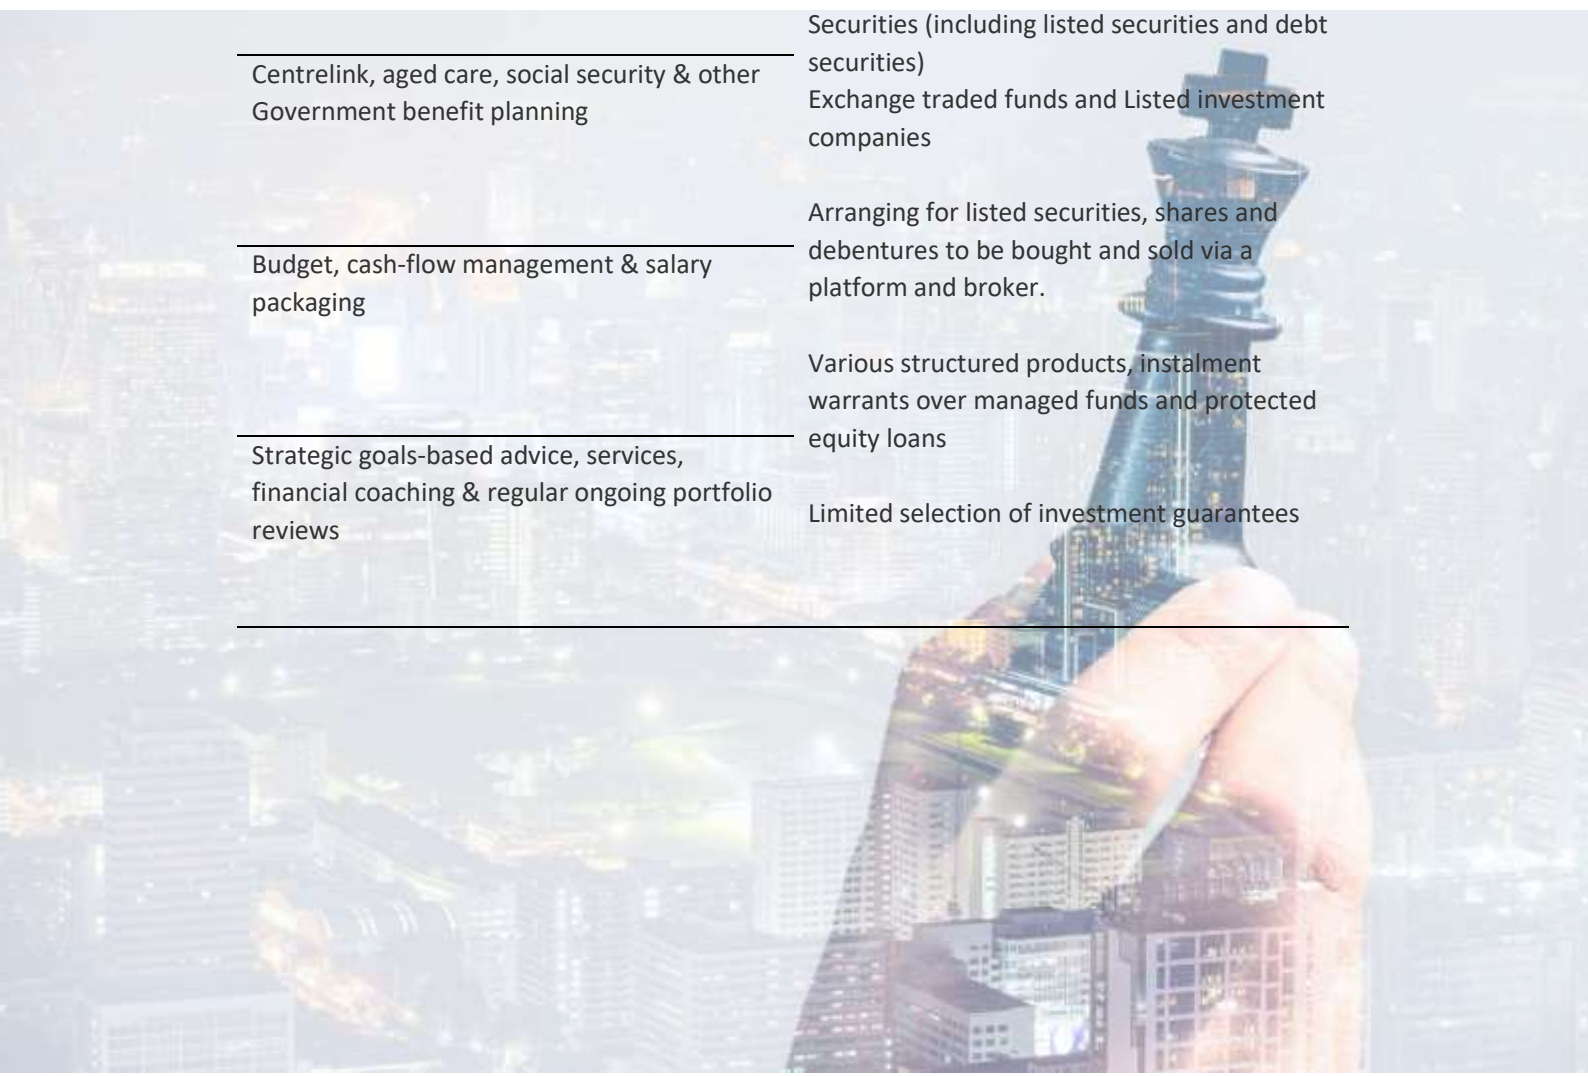 Centrelink, aged care, social security & other
Government benefit planning
Budget, cash-flow management & salary
packaging
Strategic goals-based advice, services,
financial coaching & regular ongoing portfolio
reviews
Securities (including listed securities and debt
securities)
Exchange traded funds and Listed investment
companies
Arranging for listed securities, shares and
debentures to be bought and sold via a
platform and broker.
Various structured products, instalment
warrants over managed funds and protected
equity loans
Limited selection of investment guarantees